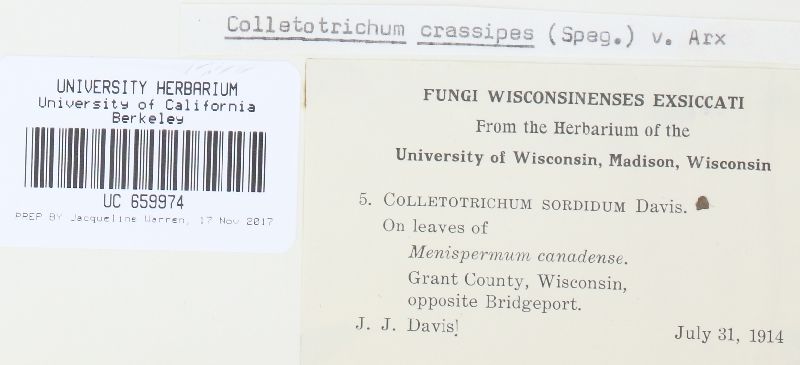 Colletotrichum crassipes (Speg.) v. Arx
UNIVERSITY HERBARIUM
University of California
Berkeley
UC 659974
PREP BY Jacqueline Warren, 17 Nov 2017
FUNGI WISCONSINENSES EXSICCATI
From the Herbarium of the
University of Wisconsin, Madison, Wisconsin
5. COLLETOTRICHUM SORDIDUM Davis.
On leaves of
Menispermum canadense.
Grant County, Wisconsin,
opposite Bridgeport.
J. J. Davis!
July 31, 1914